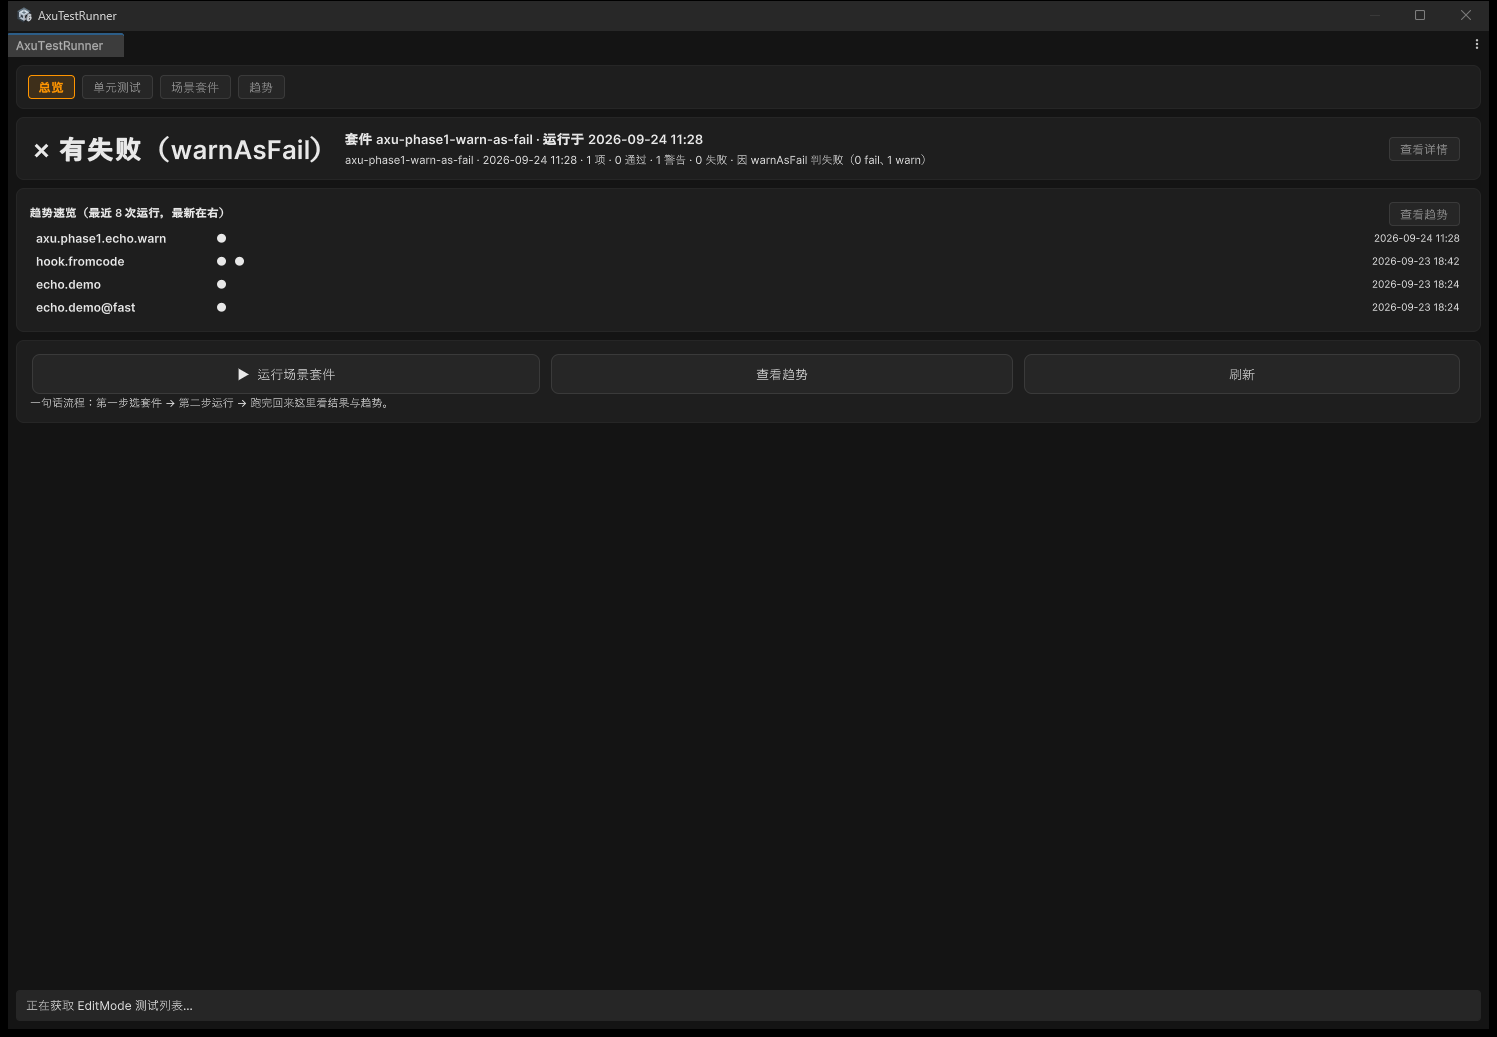 AxuTestRunner
AxuTestRunner
总览 单元测试 场景套件 趋势
× 有失败（warnAsFail）
套件 axu-phase1-warn-as-fail · 运行于 2026-09-24 11:28
axu-phase1-warn-as-fail · 2026-09-24 11:28 · 1 项 · 0 通过 · 1 警告 · 0 失败 · 因 warnAsFail 判失败（0 fail、1 warn）
查看详情
趋势速览（最近 8 次运行，最新在右）
查看趋势
axu.phase1.echo.warn 2026-09-24 11:28
hook.fromcode 2026-09-23 18:42
echo.demo 2026-09-23 18:24
echo.demo@fast 2026-09-23 18:24
▶ 运行场景套件 查看趋势 刷新
一句话流程：第一步选套件 → 第二步运行 → 跑完回来这里看结果与趋势。
正在获取 EditMode 测试列表...